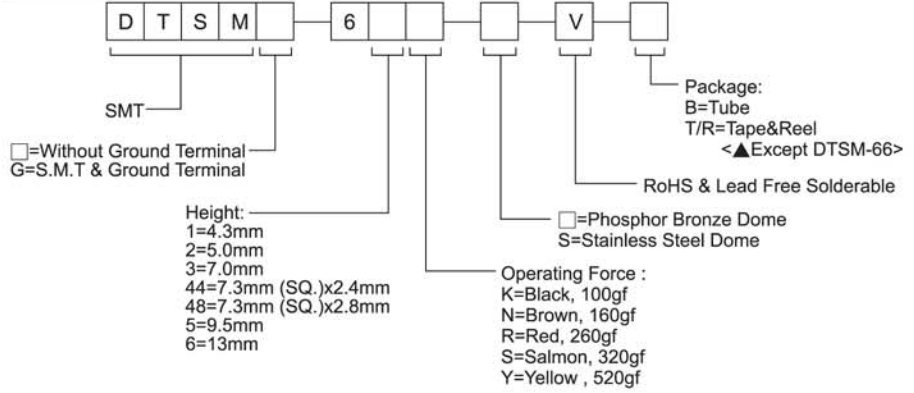 D T S M □ 6 □ □ □ V □
SMT
□=Without Ground Terminal
G=S.M.T & Ground Terminal
Height:
1=4.3mm
2=5.0mm
3=7.0mm
44=7.3mm (SQ.)x2.4mm
48=7.3mm (SQ.)x2.8mm
5=9.5mm
6=13mm
Operating Force :
K=Black, 100gf
N=Brown, 160gf
R=Red, 260gf
S=Salmon, 320gf
Y=Yellow , 520gf
□=Phosphor Bronze Dome
S=Stainless Steel Dome
RoHS & Lead Free Solderable
Package:
B=Tube
T/R=Tape&Reel
<▲Except DTSM-66>